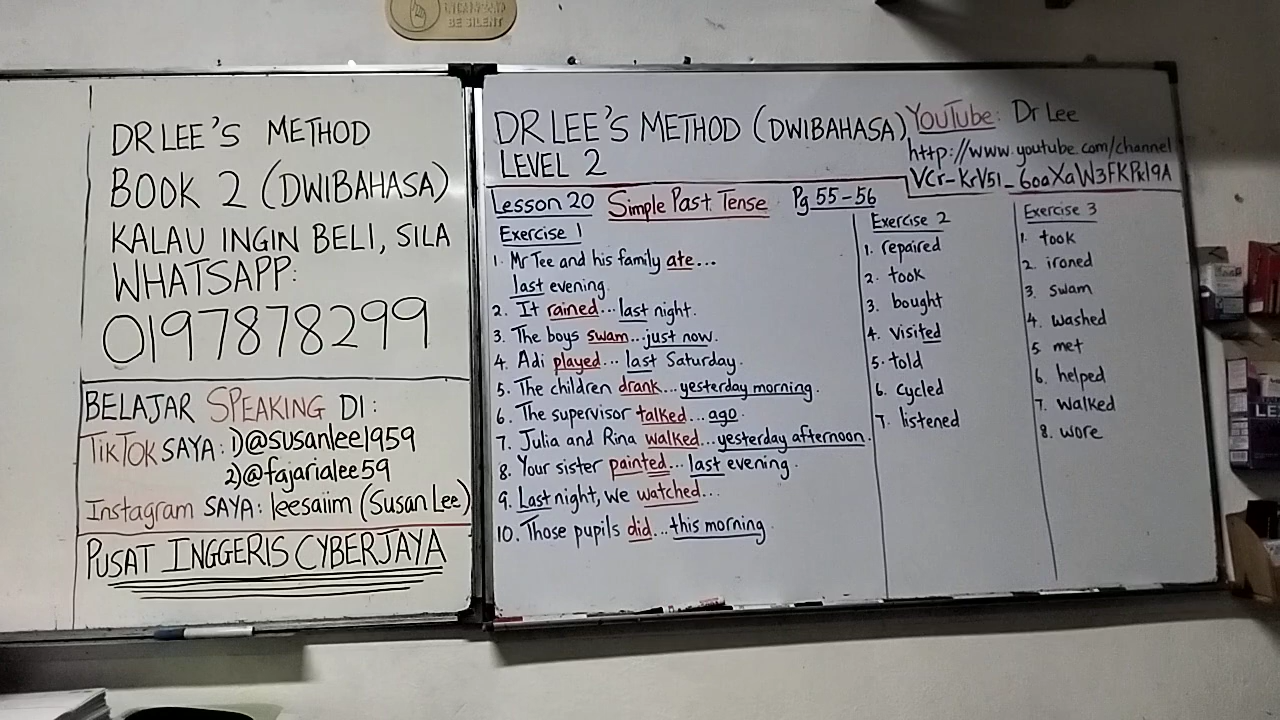 BE SILENT
DR LEE'S METHOD
BOOK 2 (DWIBAHASA)
KALAU INGIN BELI, SILA
WHATSAPP:
0197878299
BELAJAR SPEAKING DI:
TikTok SAYA: 1) @susanlee1959
2) @fajarialee59
Instagram SAYA: leesaiim (Susan Lee)
PUSAT INGGERIS CYBERJAYA
DR LEE'S METHOD (DWIBAHASA)
LEVEL 2
YouTube: Dr Lee
http://www.youtube.com/channel
VCr-KrV51_6oaXaW3FKPkl9A
Lesson 20 Simple Past Tense Pg 55-56
Exercise 1
1. Mr Tee and his family ate...
last evening.
2. It rained...last night.
3. The boys swam...just now.
4. Adi played... last Saturday.
5. The children drank...yesterday morning.
6. The supervisor talked...ago.
7. Julia and Rina walked...yesterday afternoon.
8. Your sister painted...last evening.
9. Last night, we watched...
10. Those pupils did...this morning.
Exercise 2
1. repaired
2. took
3. bought
4. visited
5. told
6. cycled
7. listened
Exercise 3
1. took
2. ironed
3. swam
4. washed
5. met
6. helped
7. walked
8. wore